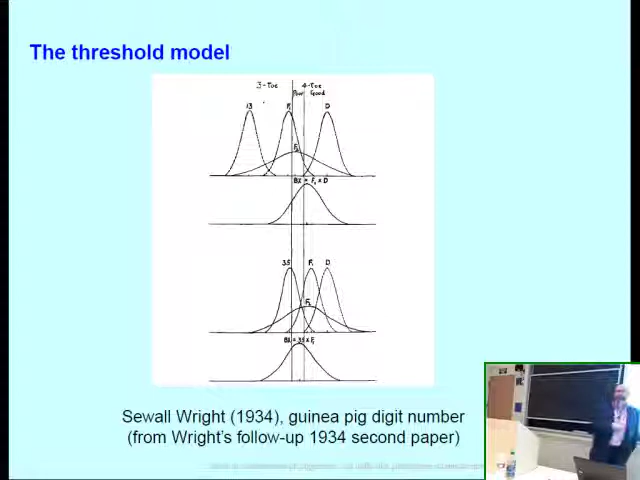 The threshold model
3-Toe 4-Toe
Poor Good
13 F₁ D
F₂
BX = F₁ × D
35 F₁ D
F₂
BX = 35 × F₁
Sewall Wright (1934), guinea pig digit number
(from Wright's follow-up 1934 second paper)